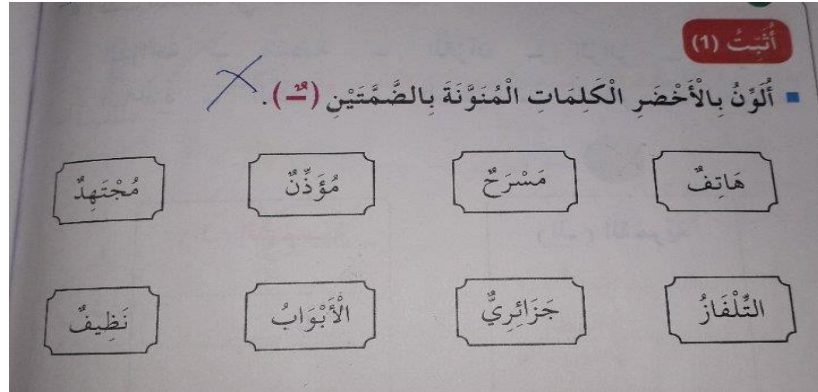 أُثَبِّتُ (1)
أُلَوِّنُ بِالْأَخْضَرِ الْكَلِمَاتِ الْمُنَوَّنَةَ بِالضَّمَّتَيْنِ (ـٌ).
هَاتِفٌ مَسْرَحٌ مُؤَذِّنٌ مُجْتَهِدٌ
التِّلْفَازُ جَزَائِرِيٌّ الْأَبْوَابُ نَظِيفٌ